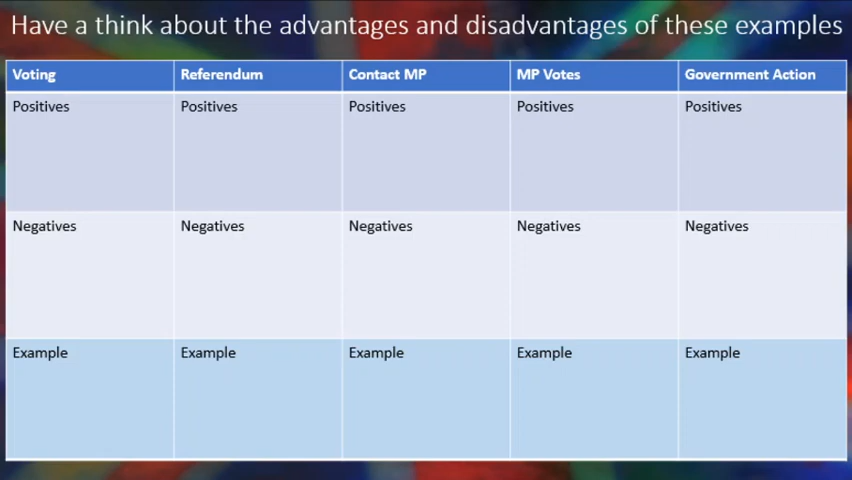 Have a think about the advantages and disadvantages of these examples
Voting Referendum Contact MP MP Votes Government Action
Positives Positives Positives Positives Positives
Negatives Negatives Negatives Negatives Negatives
Example Example Example Example Example